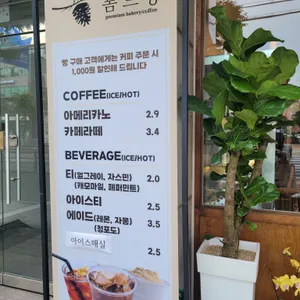 premium bakery/coffee
빵 구매 고객에게는 커피 주문 시
1,000원 할인해 드립니다
COFFEE(ICE/HOT)
아메리카노 2.9
카페라떼 3.4
BEVERAGE(ICE/HOT)
티(얼그레이, 자스민) 2.0
(캐모마일, 페퍼민트)
아이스티 2.5
에이드(레몬, 자몽) 3.5
(청포도)
아이스매실 2.5